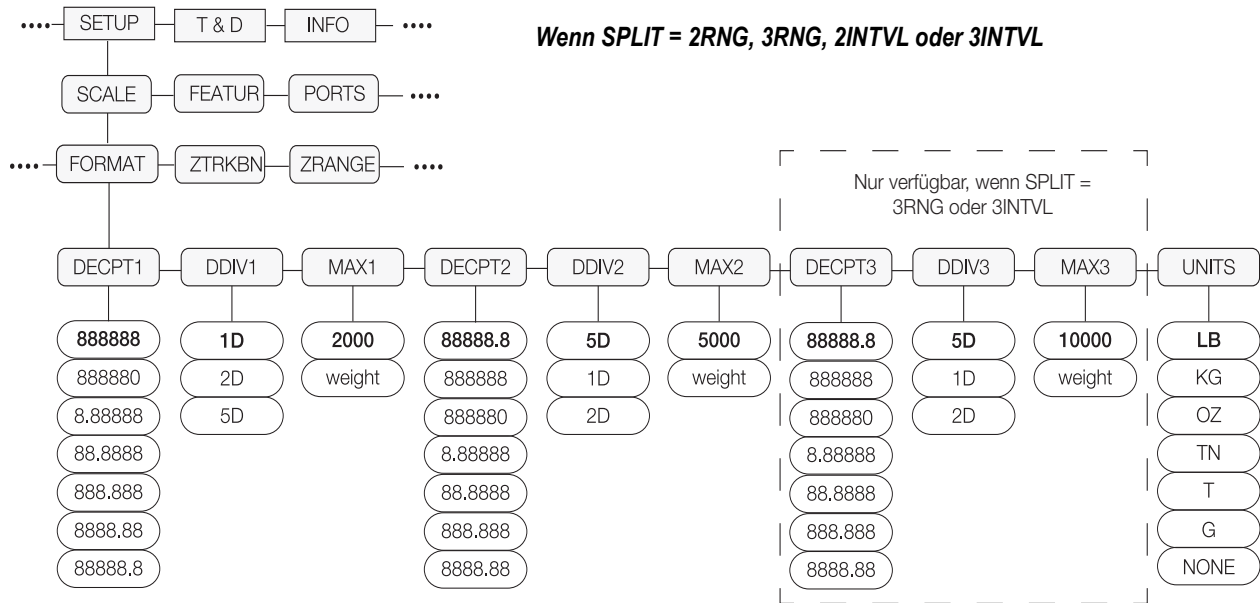 •••• SETUP T & D INFO ••••
Wenn SPLIT = 2RNG, 3RNG, 2INTVL oder 3INTVL
SCALE FEATUR PORTS ••••
•••• FORMAT ZTRKBN ZRANGE ••••
Nur verfügbar, wenn SPLIT =
3RNG oder 3INTVL
DECPT1 DDIV1 MAX1 DECPT2 DDIV2 MAX2 DECPT3 DDIV3 MAX3 UNITS
888888 1D 2000 88888.8 5D 5000 88888.8 5D 10000 LB
888880 2D weight 888888 1D weight 888888 1D weight KG
8.88888 5D 888880 2D 888880 2D OZ
88.8888 8.88888 8.88888 TN
888.888 88.8888 88.8888 T
8888.88 888.888 888.888 G
88888.8 8888.88 8888.88 NONE